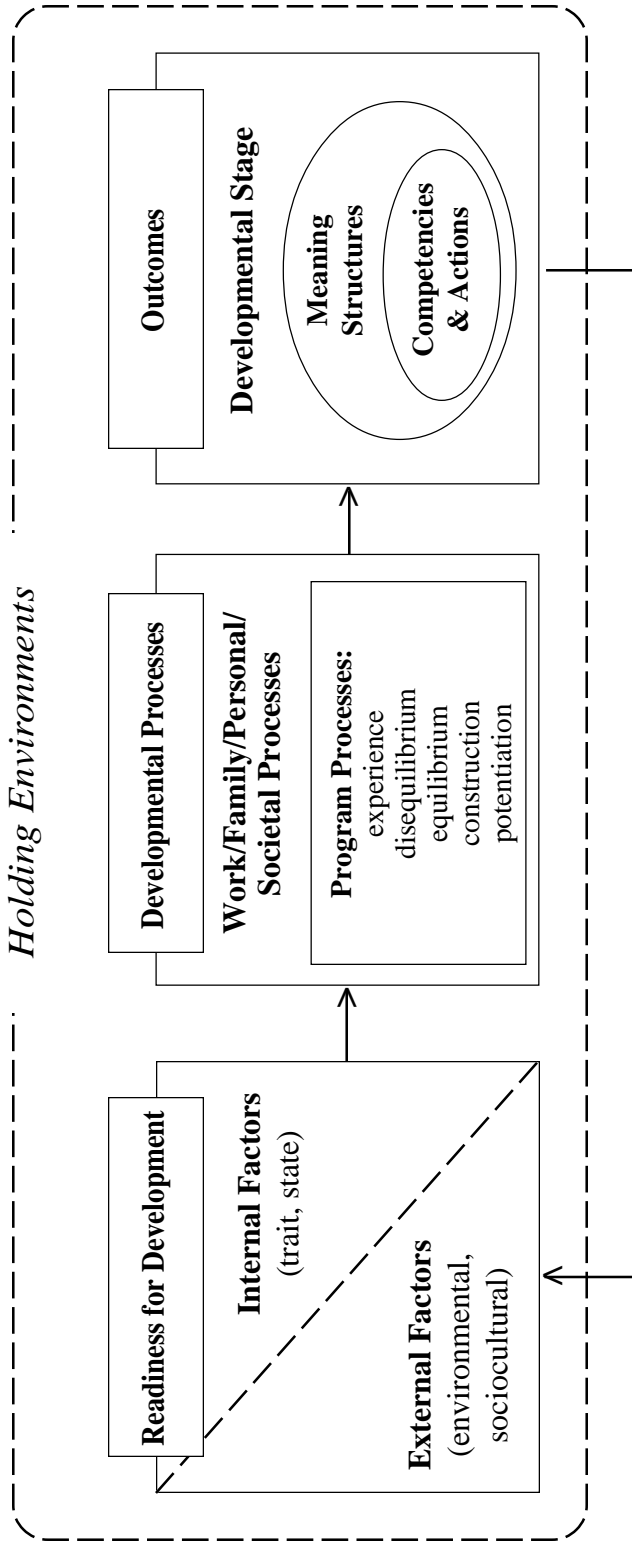 Holding Environments
Readiness for Development
Internal Factors
(trait, state)
External Factors
(environmental,
sociocultural)
Developmental Processes
Work/Family/Personal/
Societal Processes
Program Processes:
experience
disequilibrium
equilibrium
construction
potentiation
Outcomes
Developmental Stage
Meaning
Structures
Competencies
& Actions